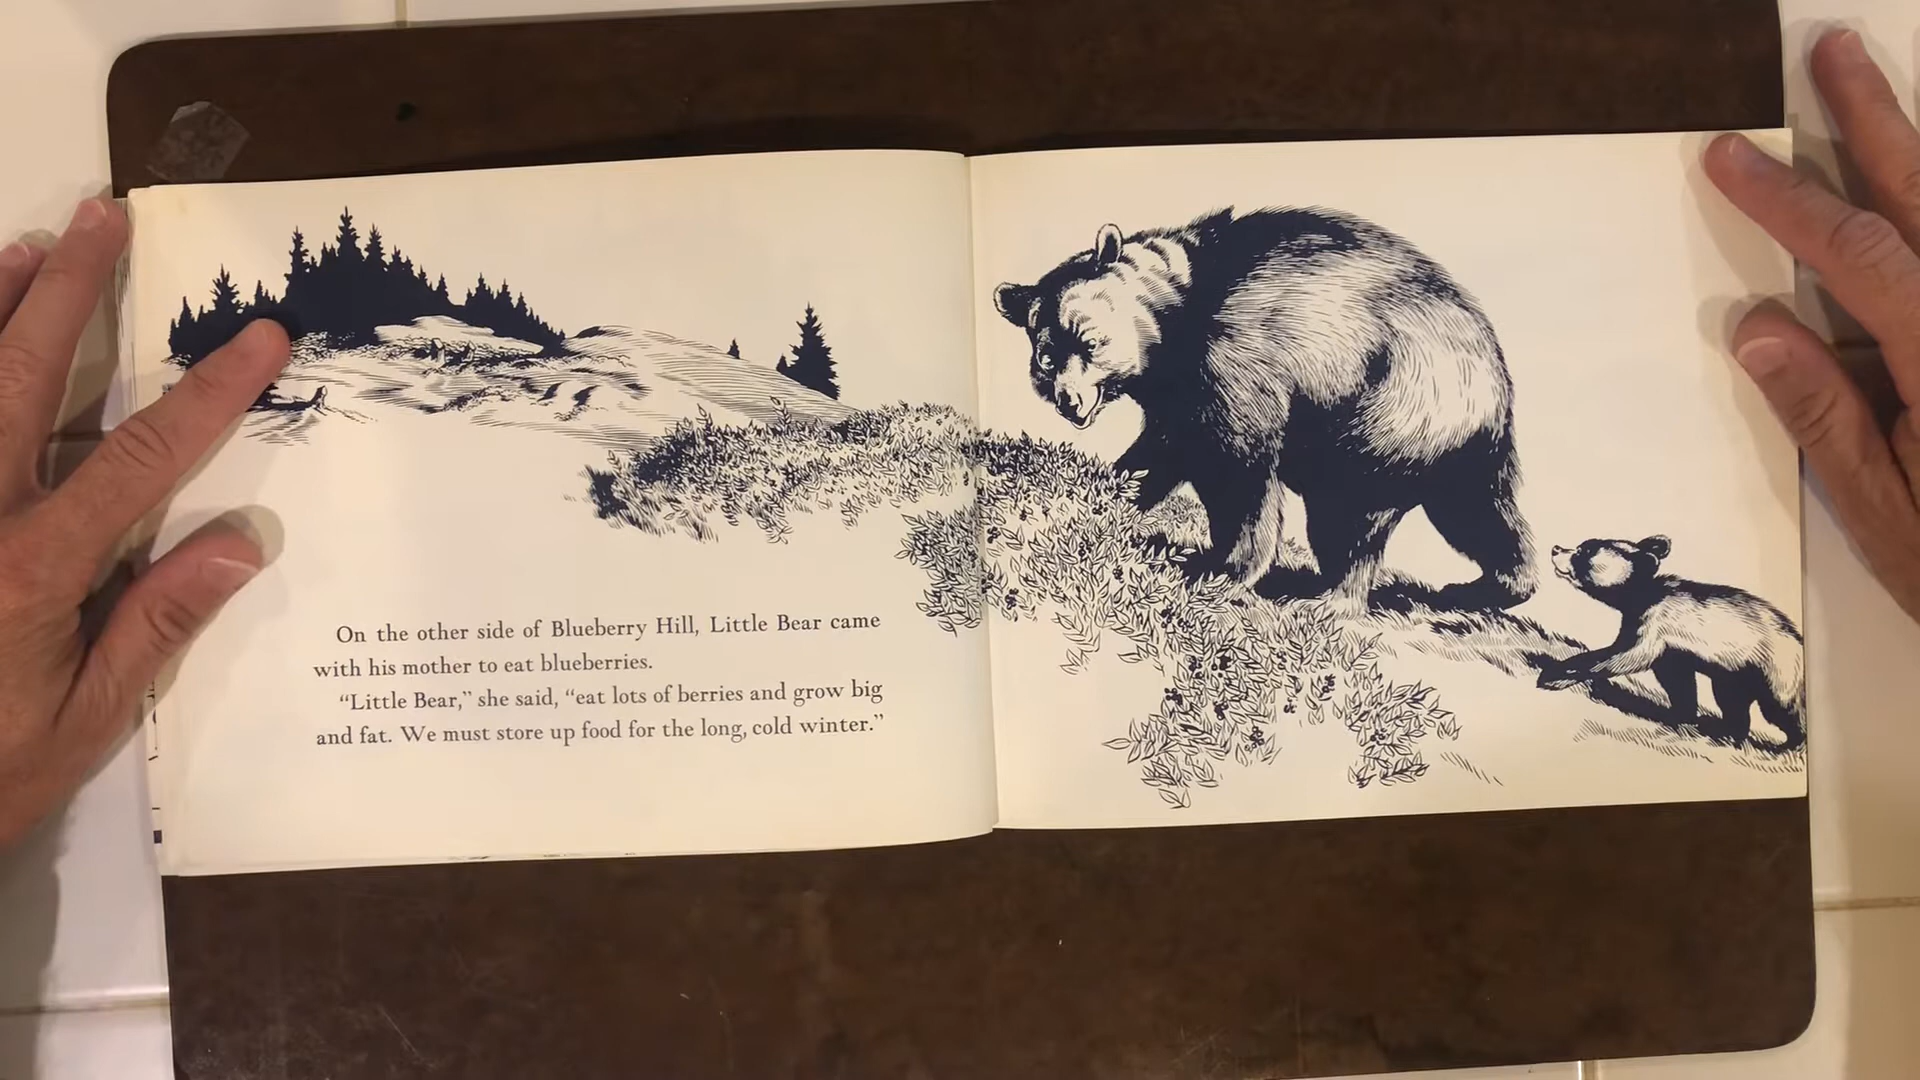 On the other side of Blueberry Hill, Little Bear came
with his mother to eat blueberries.
“Little Bear,” she said, “eat lots of berries and grow big
and fat. We must store up food for the long, cold winter.”